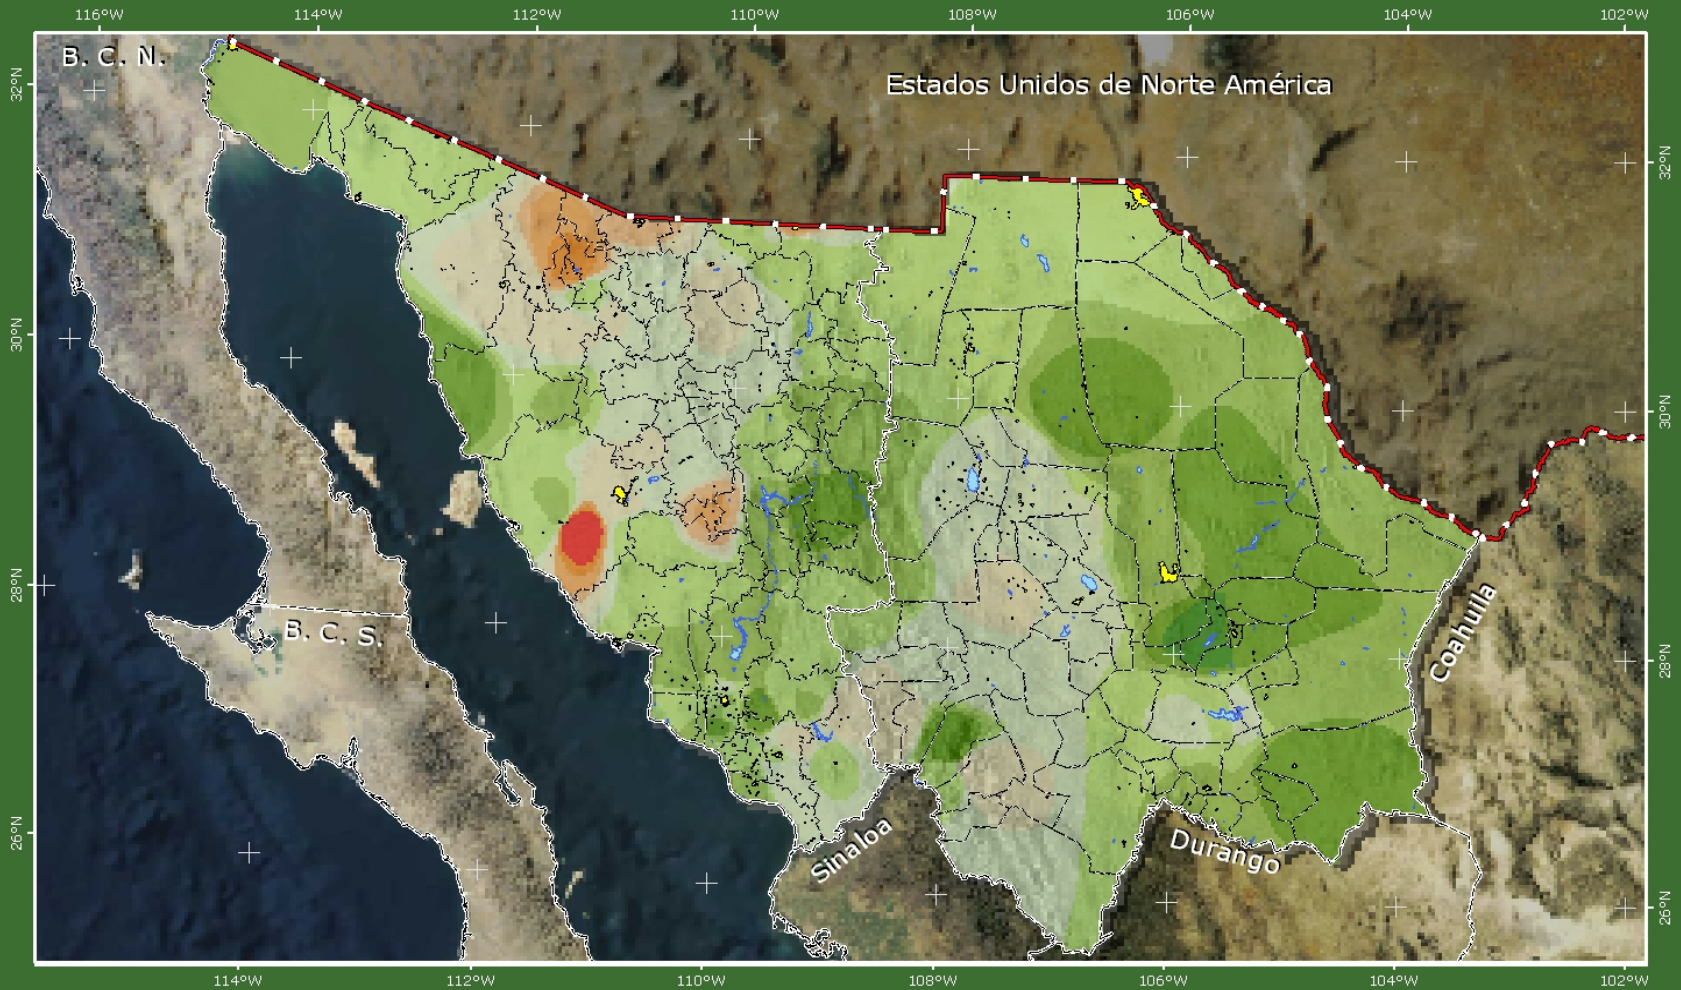 116°W 114°W 112°W 110°W 108°W 106°W 104°W 102°W
B. C. N.
Estados Unidos de Norte América
32°N
32°N
30°N
30°N
28°N
28°N
B. C. S.
Coahuila
26°N
26°N
Sinaloa
Durango
114°W 112°W 110°W 108°W 106°W 104°W 102°W